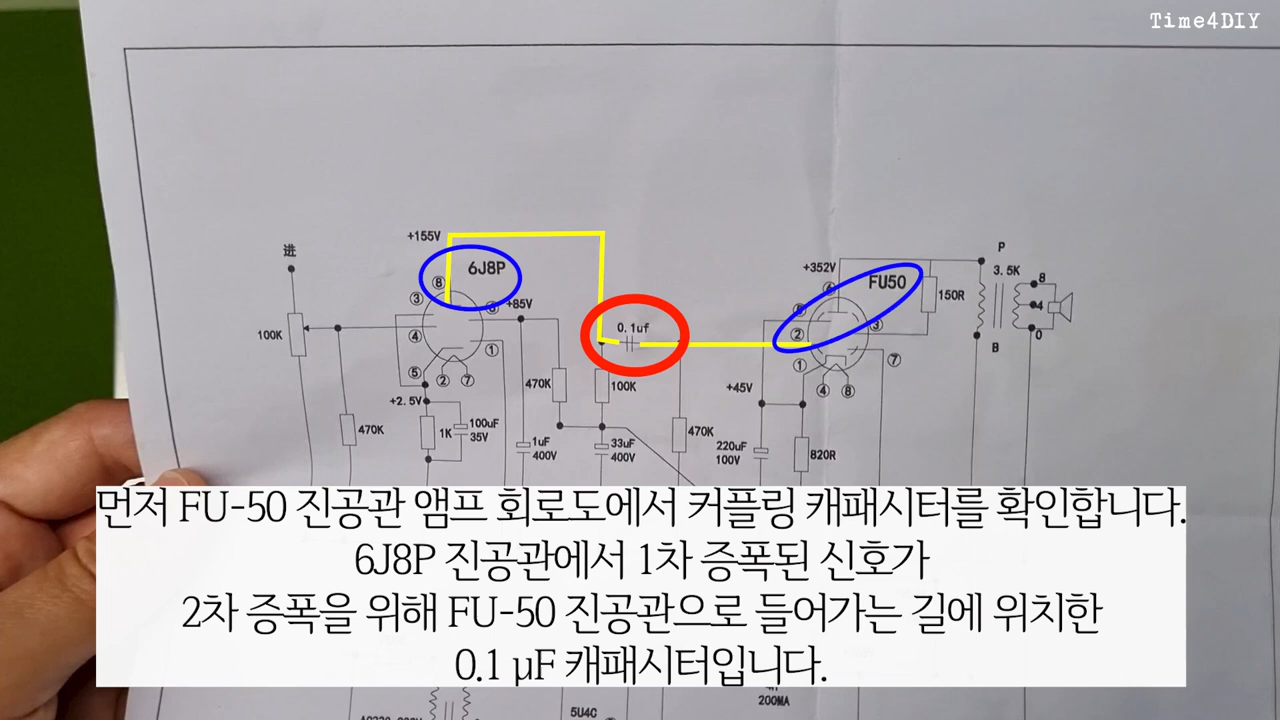 Time4DIY
+155V
进
6J8P
⑧
③
⑥
+85V
100K
④
①
⑤
②
⑦
+2.5V
470K
1K
100uF
35V
470K
1uF
400V
0.1uf
100K
33uF
400V
470K
+352V
FU50
⑥
⑤
②
③
①
④
⑧
⑦
150R
+45V
220uF
100V
820R
P
3.5K
8
4
0
B
먼저 FU-50 진공관 앰프 회로도에서 커플링 캐패시터를 확인합니다.
6J8P 진공관에서 1차 증폭된 신호가
2차 증폭을 위해 FU-50 진공관으로 들어가는 길에 위치한
0.1 μF 캐패시터입니다.
5U4G
200MA